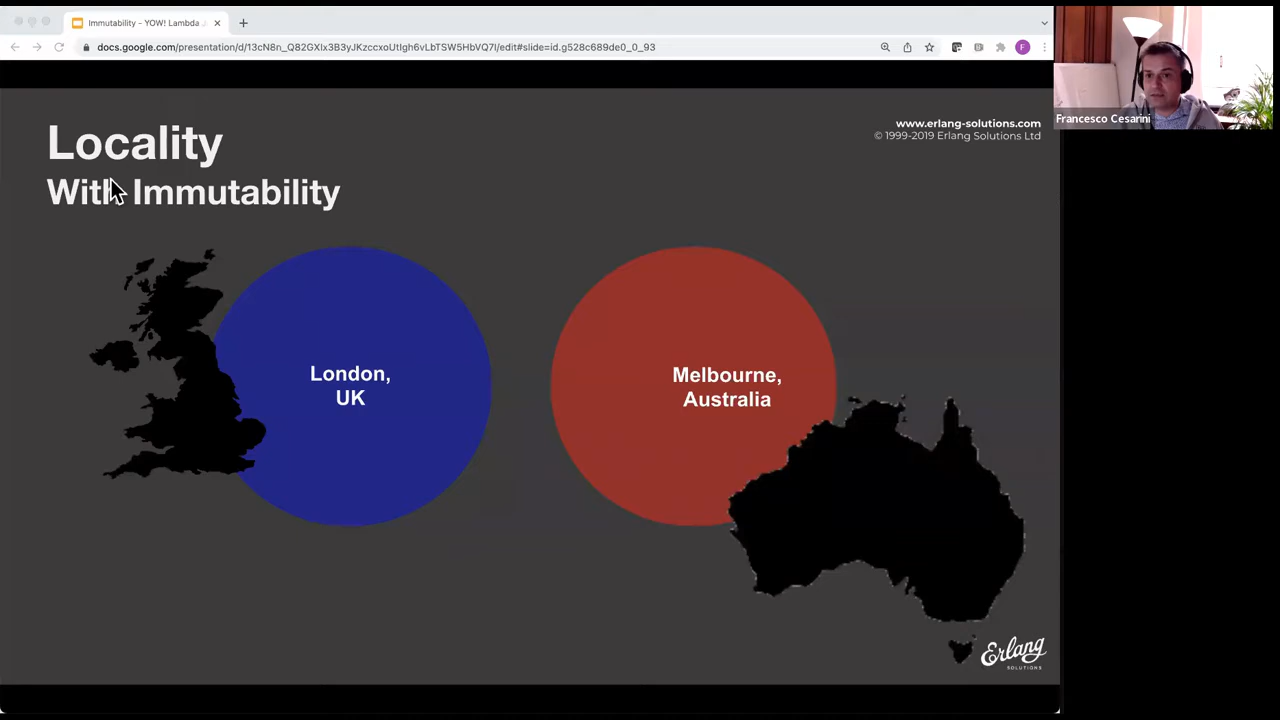 Immutability - YOW! Lambda
docs.google.com/presentation/d/13cN8n_Q82GXIx3B3yJKzccxoUtIgh6vLbTSW5HbVQ7I/edit#slide=id.g528c689de0_0_93
F
Francesco Cesarini
Locality
With Immutability
www.erlang-solutions.com
© 1999-2019 Erlang Solutions Ltd
London,
UK
Melbourne,
Australia
Erlang
SOLUTIONS